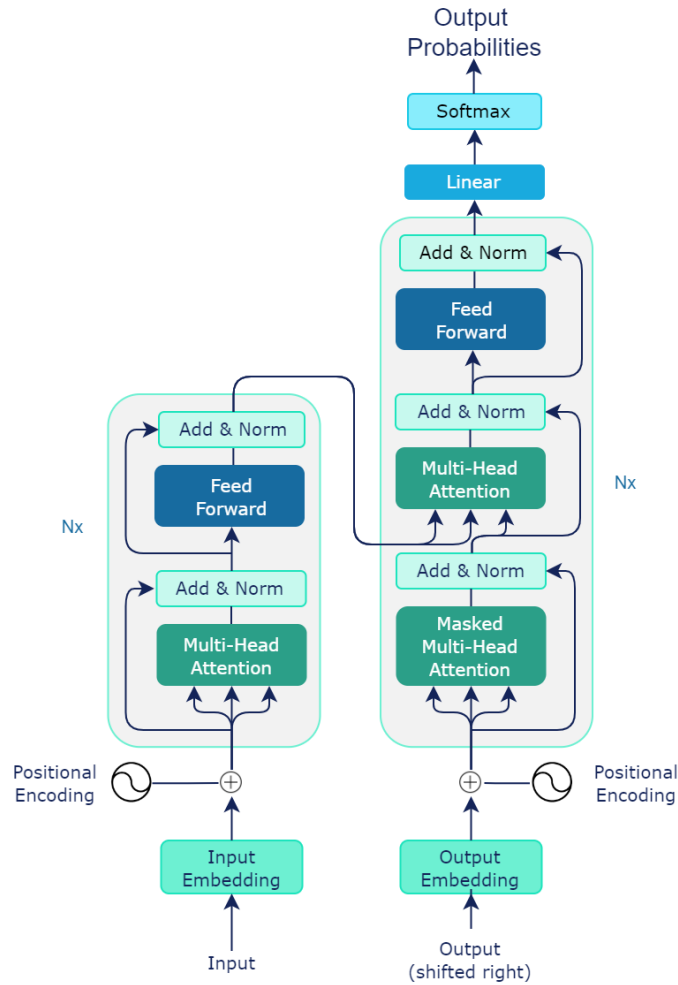 Output
Probabilities
Softmax
Linear
Add & Norm
Feed
Forward
Add & Norm
Multi-Head
Attention
Nx
Add & Norm
Masked
Multi-Head
Attention
Add & Norm
Feed
Forward
Nx
Add & Norm
Multi-Head
Attention
Positional
Encoding
Positional
Encoding
Input
Embedding
Output
Embedding
Input
Output
(shifted right)